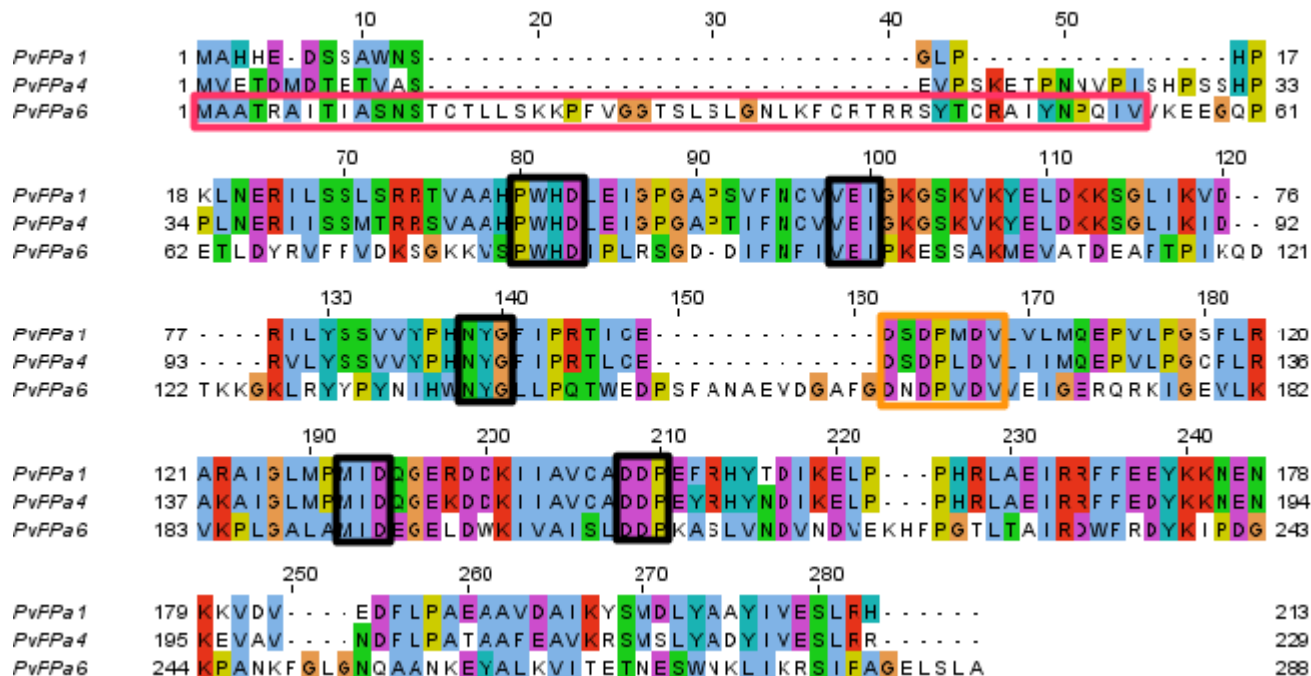 10 20 30 40 50
PvFPa1 1 MAHHE-DSSAWNS----------------------------GLP---------------HP 17
PvFPa4 1 MVETDMDTETVAS----------------------------EVPSKETPNNVPISHPSSHP 33
PvFPa6 1 MAATRAITIASNSTCTLLSKKPFVGGTSLSLGNLKFCRTRRSYTCRAIYNPQIVVKEEGQP 61
70 80 90 100 110 120
PvFPa1 18 KLNERILSSLSRRTVAAHPWHDLEIGPGAPSVFNCVVEIGKGSKVKYELDKKSGLIKVD-- 76
PvFPa4 34 PLNERILSSMTRRSVAAHPWHDLEIGPGAPTIFNCVVEIGKGSKVKYELDKKSGLIKID-- 92
PvFPa6 62 ETLDYRVFFVDKSGKKVSPWHDIPLRSGD-DIFNFIVEIPKESSAKMEVATDEAFTPIKQD 121
130 140 150 160 170 180
PvFPa1 77 ----RILYSSVVYPHNYGFIPRTICE-------------DSDPMDVLVLMQEPVLPGSFLR 120
PvFPa4 93 ----RVLYSSVVYPHNYGFIPRTLCE-------------DSDPLDVLILMQEPVLPGCFLR 136
PvFPa6 122 TKKGKLRYYPYNIHWNYGLLPQTWEDPSFANAEVDGAFGDNDPVDVVEIGERQRKIGEVLK 182
190 200 210 220 230 240
PvFPa1 121 ARAIGLMPMIDQGERDDKIIAVCADDPEFRHYTDIKELP---PHRLAEIRRFFEEYKKNEN 178
PvFPa4 137 AKAIGLMPMIDQGEKDDKIIAVCADDPEYRHYNDIKELP---PHRLAEIRRFFEDYKKNEN 194
PvFPa6 183 VKPLGALAMIDEGELDWKIVAISLDDPKASLVNDVNDVEKHFPGTLTAIRDWFRDYKIPDG 243
250 260 270 280
PvFPa1 179 KKVDV----EDFLPAEAAVDAIKYSMDLYAAYIVESLRH------ 213
PvFPa4 195 KEVAV----NDFLPATAAFEAVKRSMSLYADYIVESLRR------ 229
PvFPa6 244 KPANKFGLGNQAANKEYALKVITETNESWNKLIKRSIPAGELSLA 288